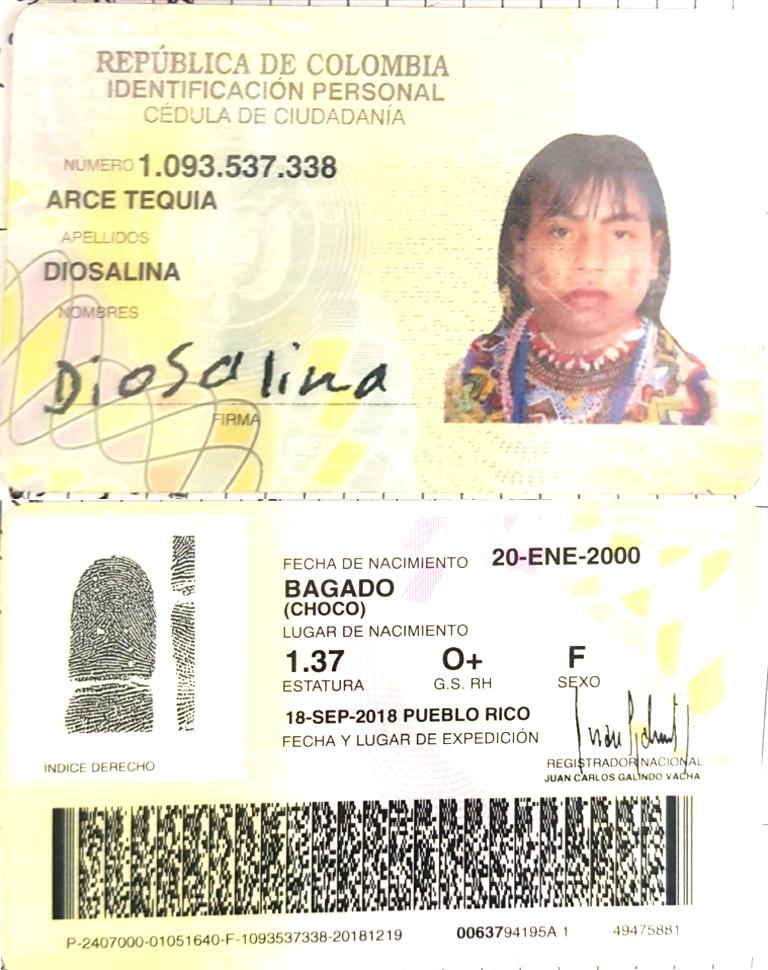 REPÚBLICA DE COLOMBIA
IDENTIFICACIÓN PERSONAL
CÉDULA DE CIUDADANÍA
NUMERO 1.093.537.338
ARCE TEQUIA
APELLIDOS
DIOSALINA
NOMBRES
Diosalina
FIRMA
FECHA DE NACIMIENTO 20-ENE-2000
BAGADO
(CHOCO)
LUGAR DE NACIMIENTO
1.37 O+ F
ESTATURA G.S. RH SEXO
18-SEP-2018 PUEBLO RICO
FECHA Y LUGAR DE EXPEDICIÓN
REGISTRADOR NACIONAL
JUAN CARLOS GALINDO VACHA
ÍNDICE DERECHO
P-2407000-01051640-F-1093537338-20181219 0063794195A 1 49475881